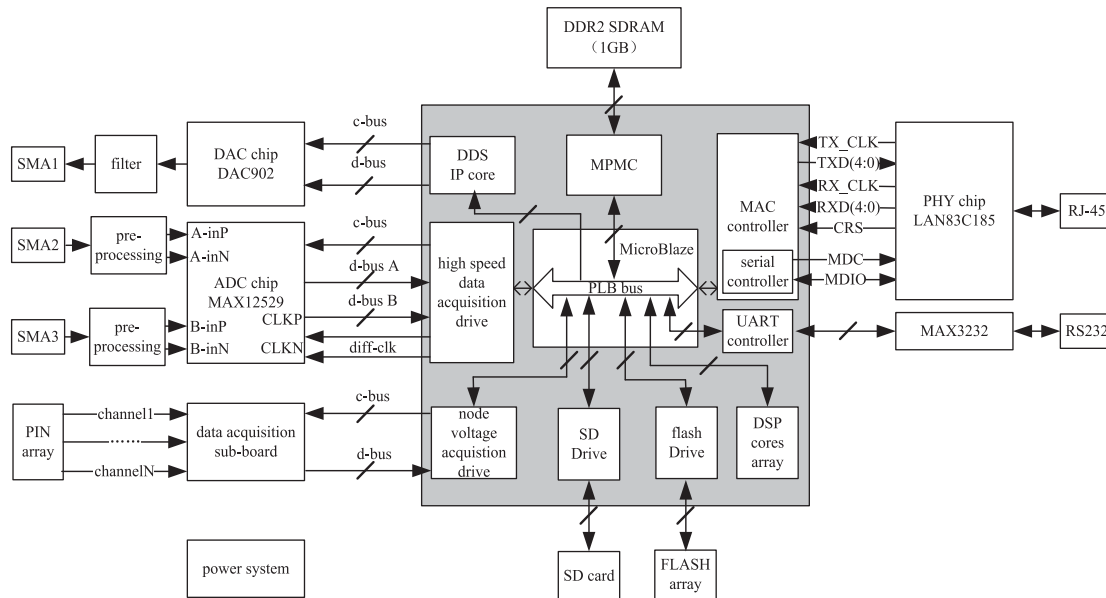 DDR2 SDRAM
(1GB)
c-bus
d-bus
SMA1
filter
DAC chip
DAC902
DDS
IP core
MPMC
MAC
controller
TX_CLK
TXD(4:0)
RX_CLK
RXD(4:0)
CRS
MDC
MDIO
PHY chip
LAN83C185
RJ-45
SMA2
pre-
processing
A-inP
A-inN
ADC chip
MAX12529
CLKP
CLKN
B-inP
B-inN
SMA3
pre-
processing
c-bus
d-bus A
d-bus B
diff-clk
high speed
data
acquisition
drive
MicroBlaze
PLB bus
serial
controller
UART
controller
MAX3232
RS232
PIN
array
channel1
……
channelN
data acquisition
sub-board
c-bus
d-bus
node
voltage
acquistion
drive
SD
Drive
flash
Drive
DSP
cores
array
power system
SD card
FLASH
array